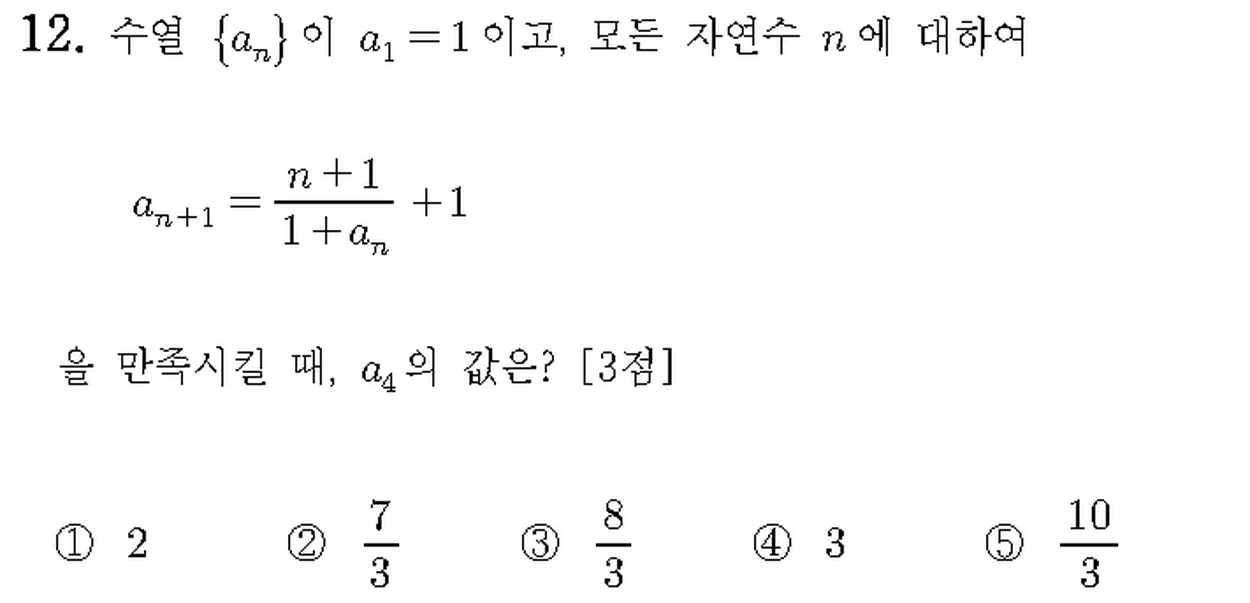 12. 수열 {aₙ}이 a₁ = 1 이고, 모든 자연수 n에 대하여
aₙ₊₁ = (n+1)/(1+aₙ) + 1
을 만족시킬 때, a₄의 값은? [3점]
① 2 ② 7/3 ③ 8/3 ④ 3 ⑤ 10/3